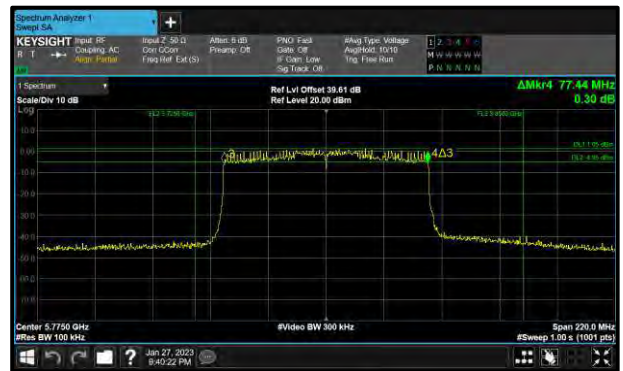 Spectrum Analyzer 1
Swept SA
+
KEYSIGHT Input: RF Input Z: 50 Ω Atten: 6 dB PNO: Fast #Avg Type: Voltage 1 2 3 4 5 6
R T Coupling: AC Corr CCorr Preamp: Off Gate: Off Avg|Hold: 10/10 M W W W W W
Align: Partial Freq Ref: Ext (S) IF Gain: Low Trig: Free Run
Sig Track: Off P N N N N N
1 Spectrum ΔMkr4 77.44 MHz
Ref Lvl Offset 39.61 dB
Scale/Div 10 dB Ref Level 20.00 dBm 0.30 dB
Log
10.0
0.00
3 4Δ3
-10.0
-20.0
-30.0
-40.0
-50.0
-60.0
-70.0
Center 5.7750 GHz #Video BW 300 kHz Span 220.0 MHz
#Res BW 100 kHz #Sweep 1.00 s (1001 pts)
? Jan 27, 2023
8:40:22 PM